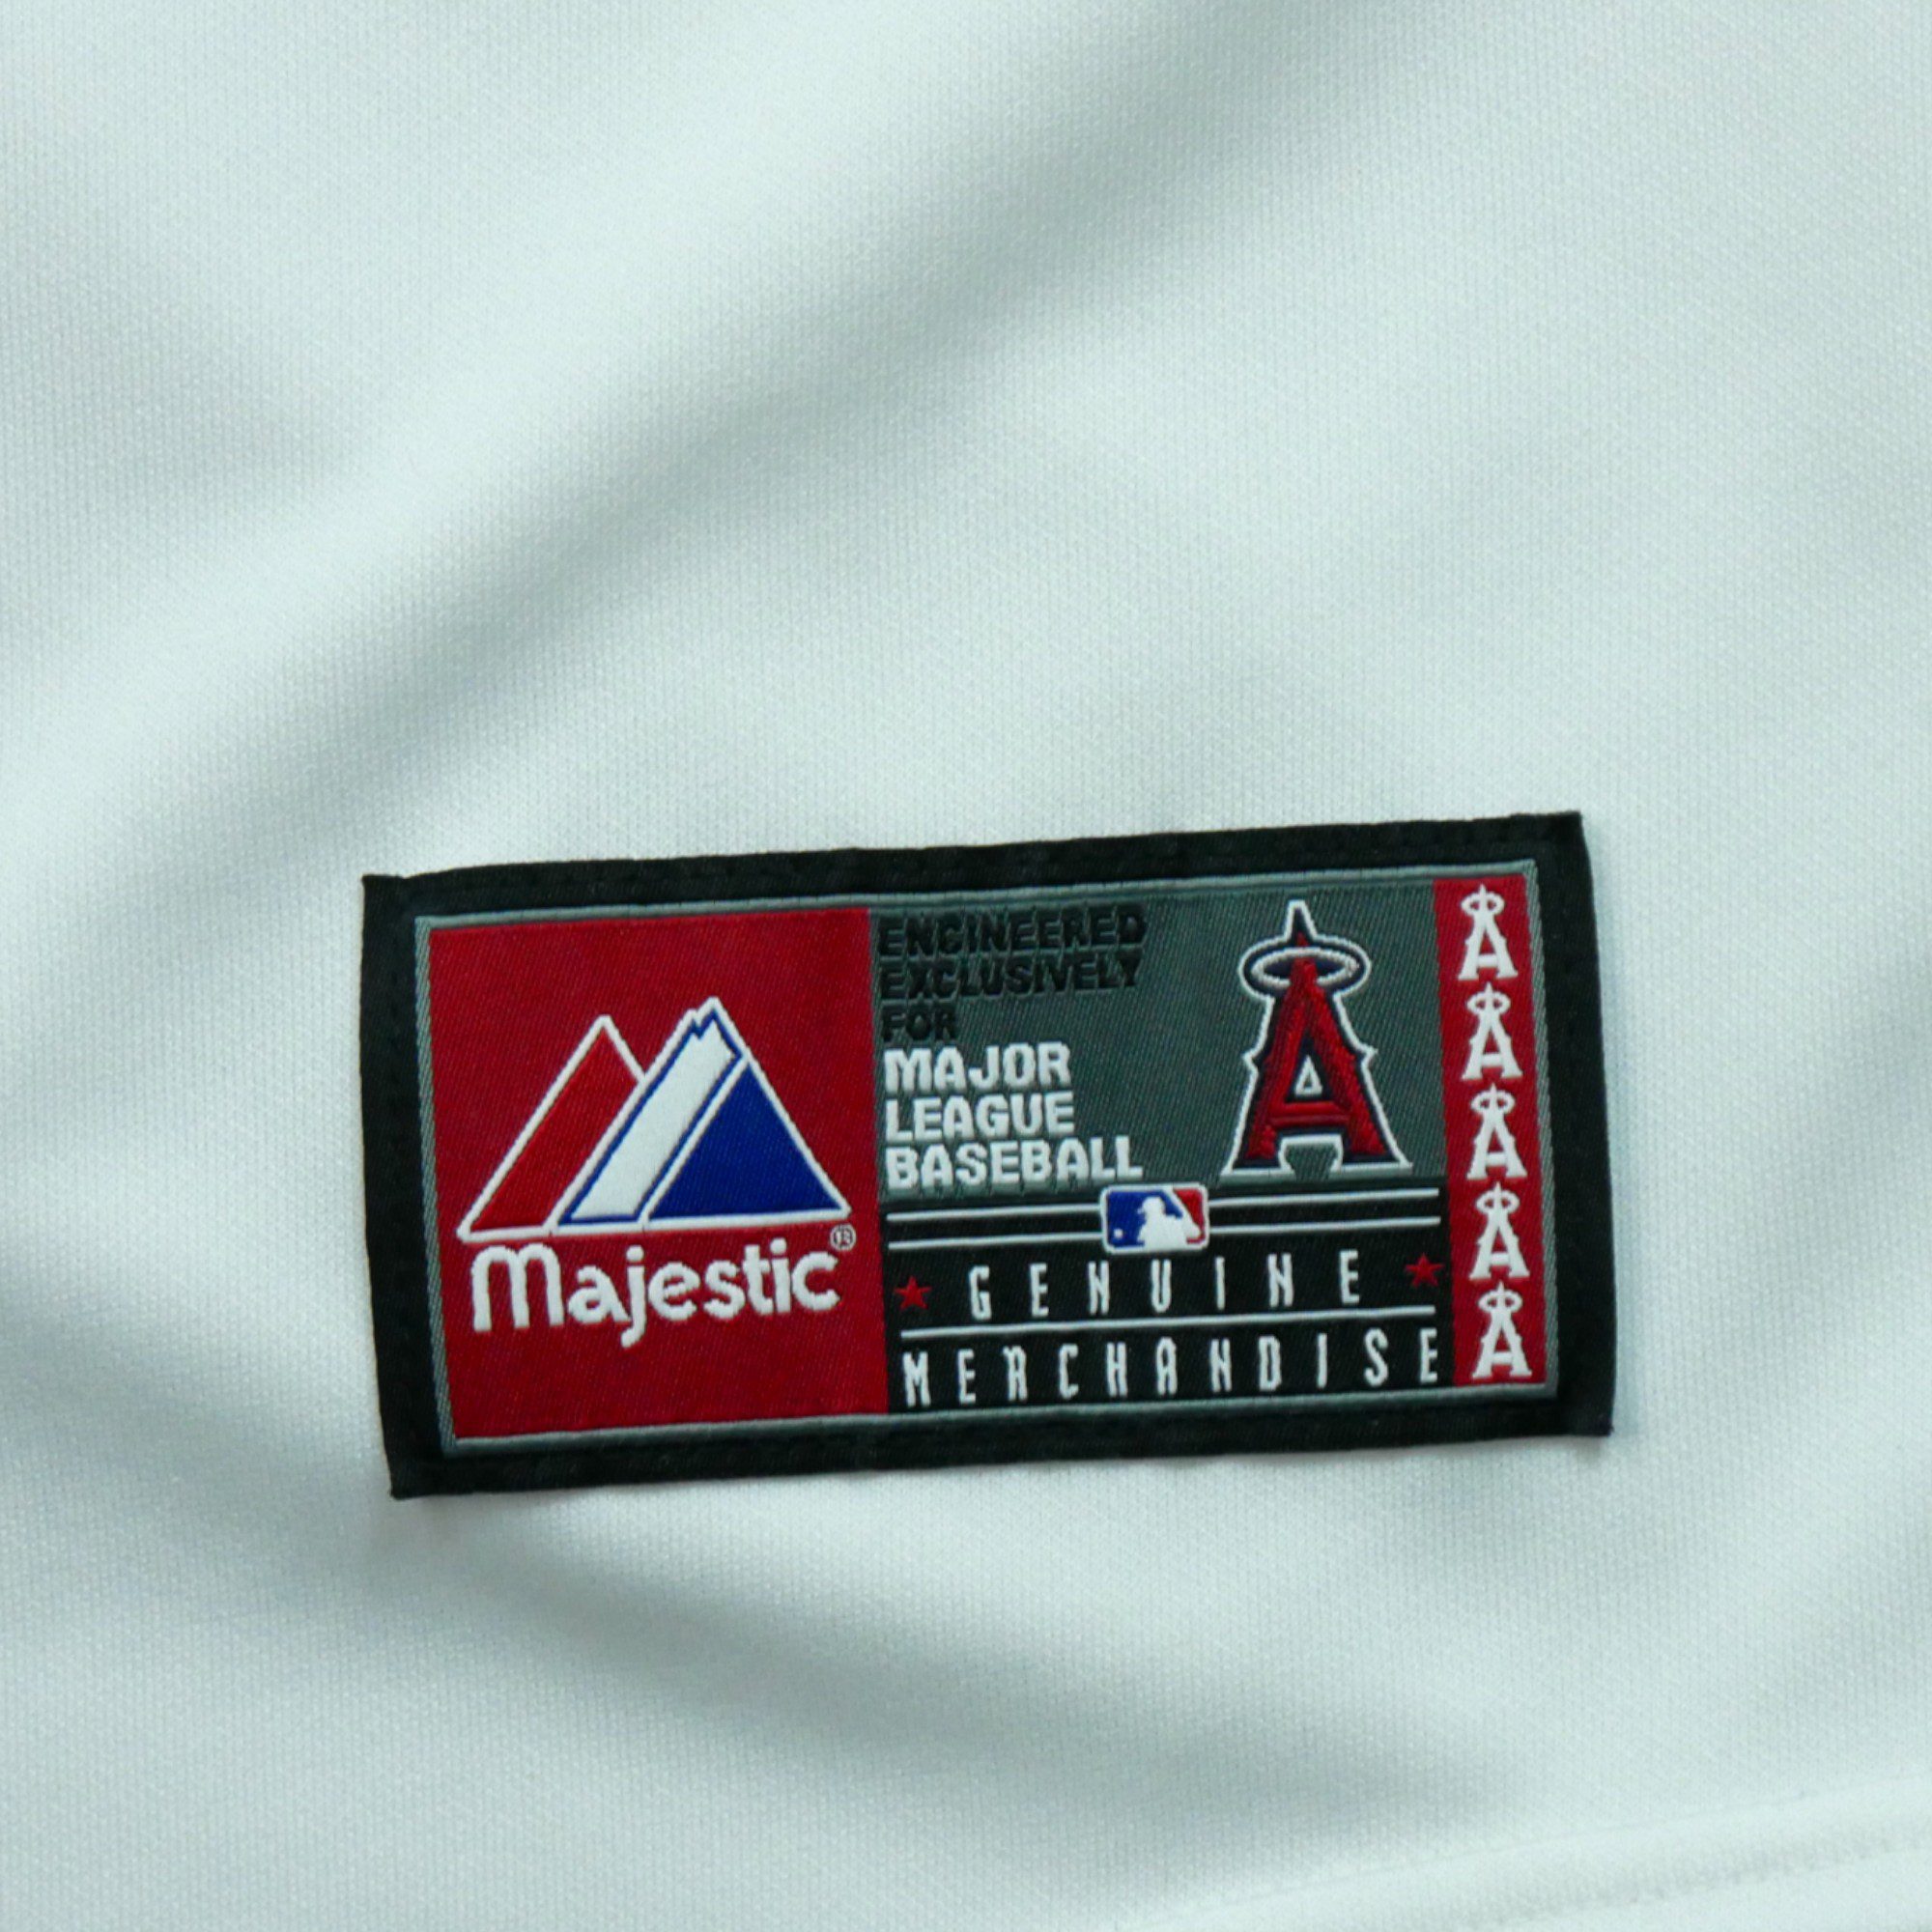 Majestic®
ENGINEERED
EXCLUSIVELY
FOR
MAJOR
LEAGUE
BASEBALL
A
GENUINE
MERCHANDISE
A
A
A
A
A